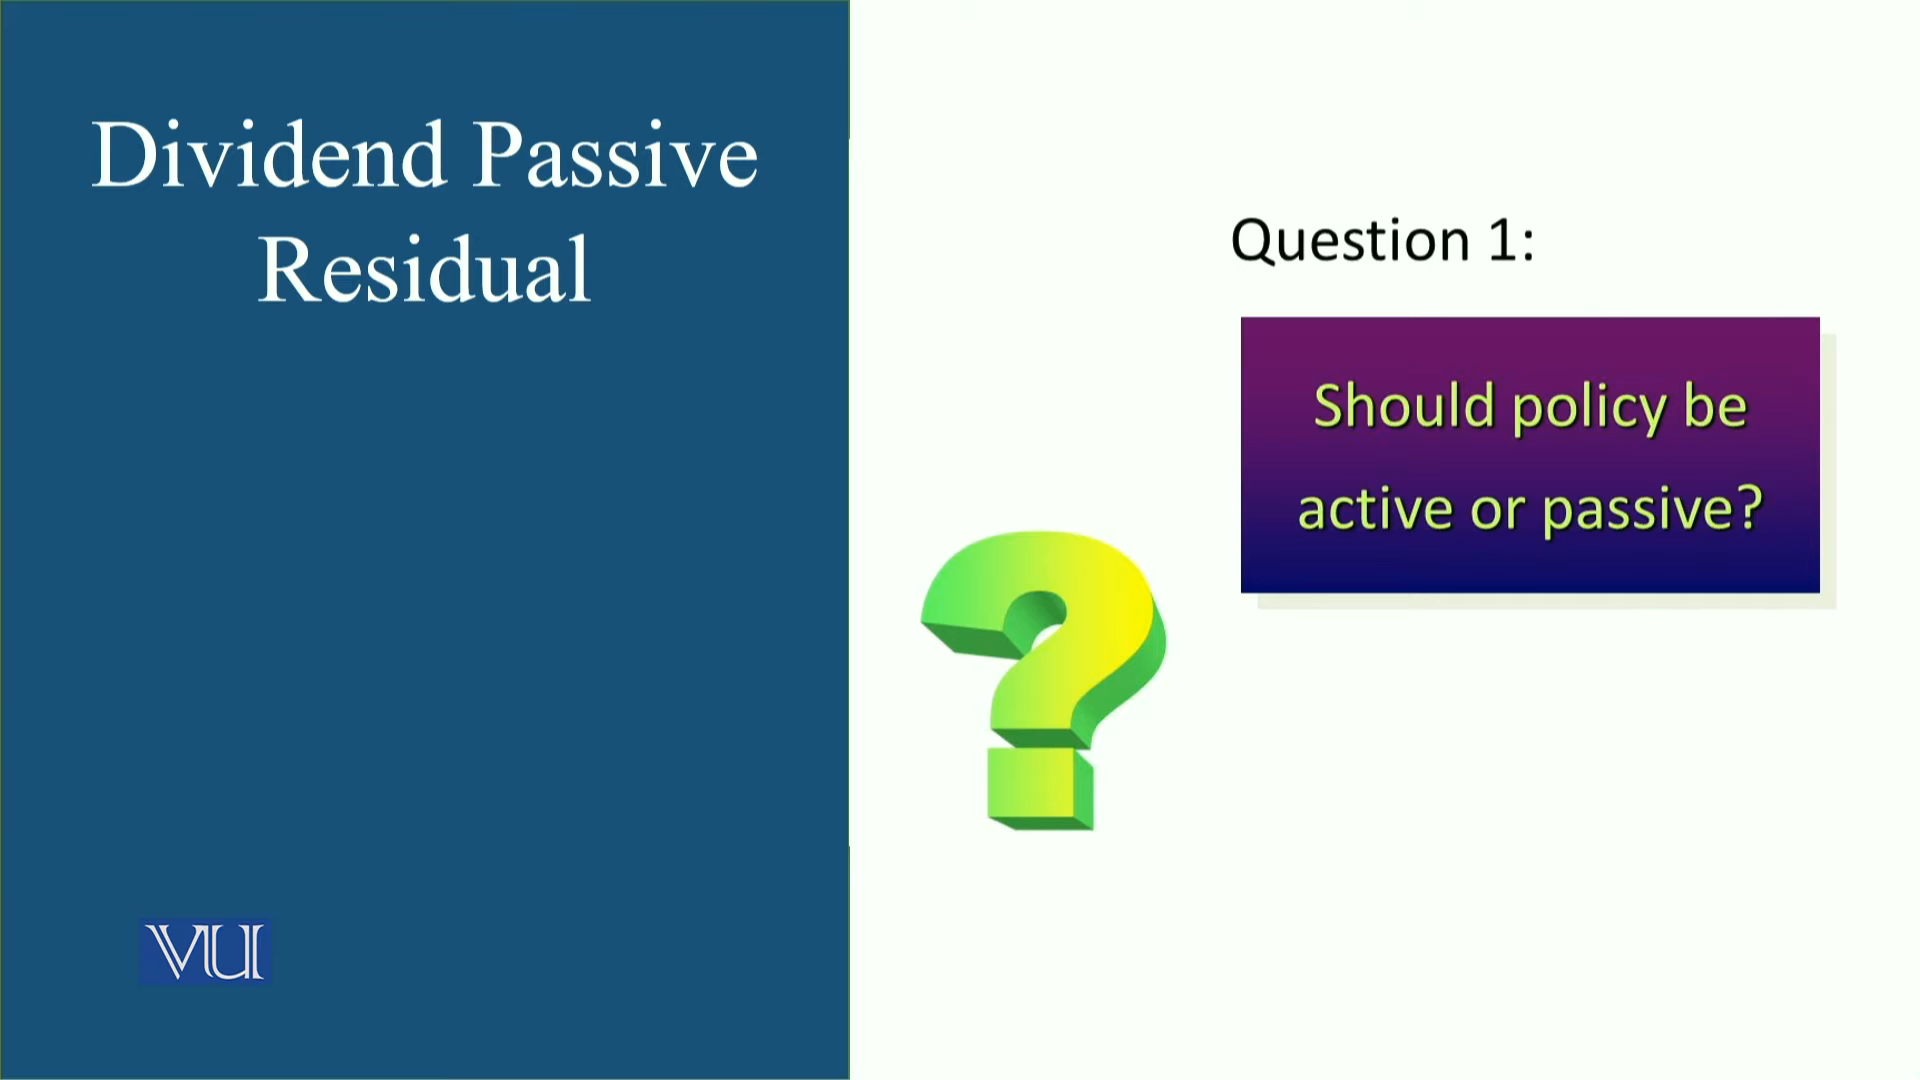 Dividend Passive
Residual
Question 1:
Should policy be
active or passive?
VU